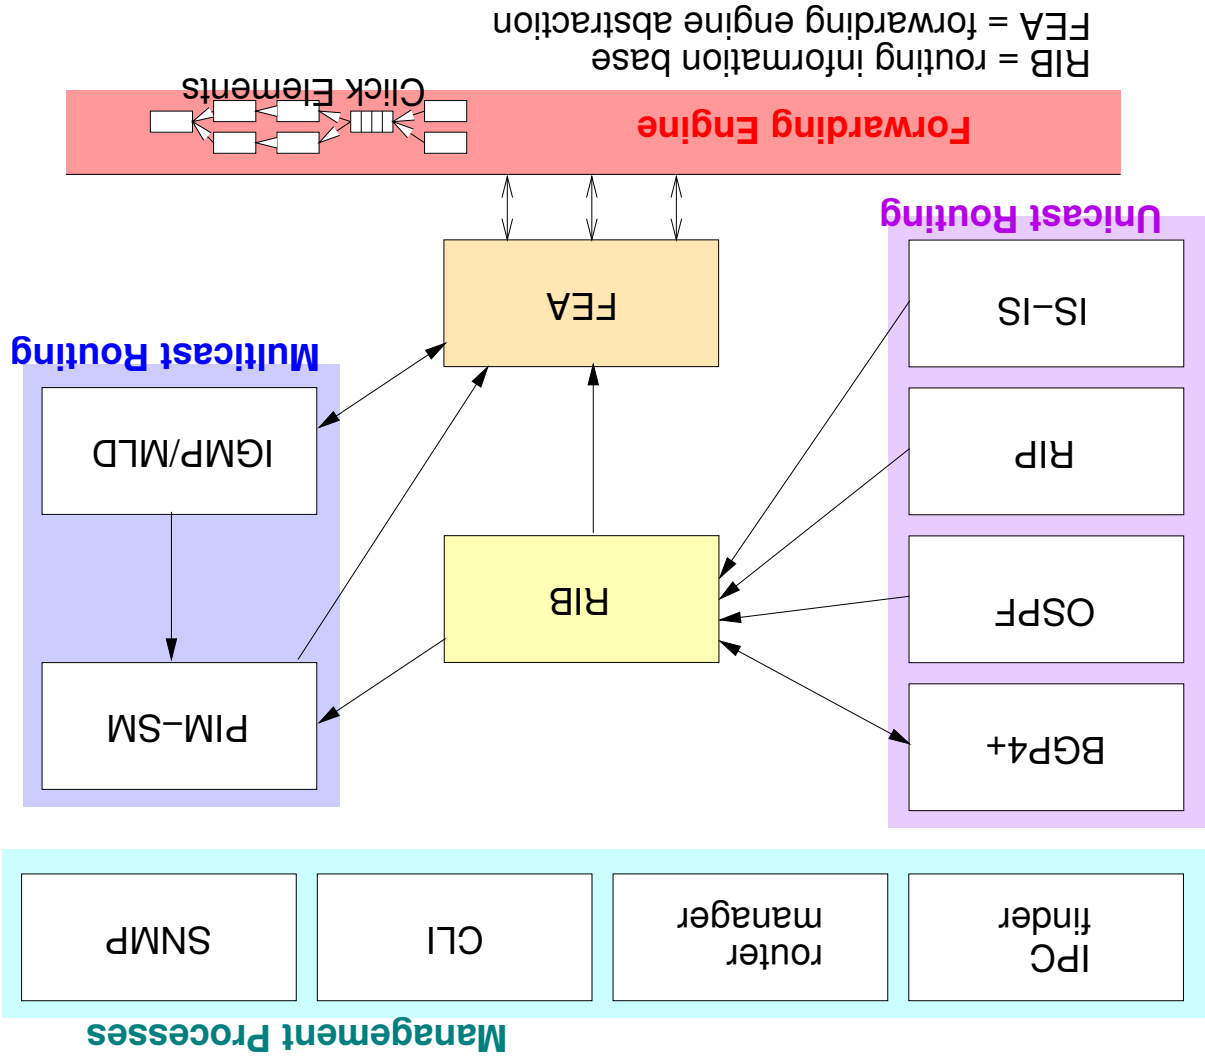 Management Processes
IPC
finder
router
manager
CLI
SNMP
BGP4+
OSPF
RIP
IS–IS
Unicast Routing
RIB
FEA
PIM–SM
IGMP/MLD
Multicast Routing
Forwarding Engine
Click Elements
RIB = routing information base
FEA = forwarding engine abstraction